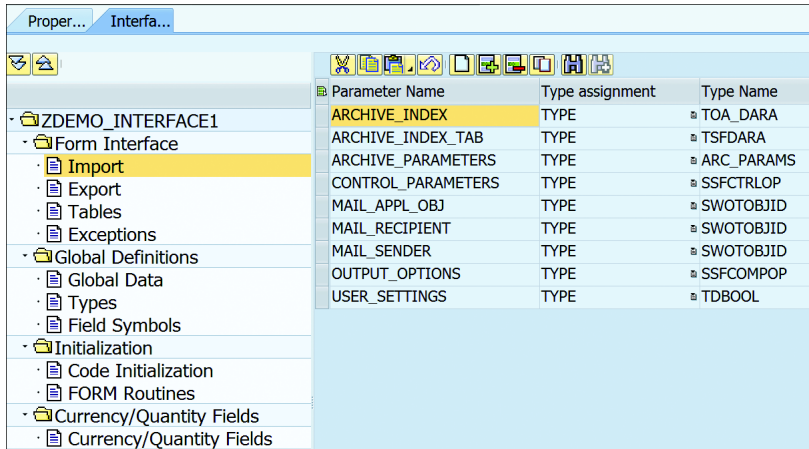 Proper... Interfa...
Parameter Name Type assignment Type Name
ZDEMO_INTERFACE1
Form Interface
Import
Export
Tables
Exceptions
Global Definitions
Global Data
Types
Field Symbols
Initialization
Code Initialization
FORM Routines
Currency/Quantity Fields
Currency/Quantity Fields
ARCHIVE_INDEX TYPE TOA_DARA
ARCHIVE_INDEX_TAB TYPE TSFDARA
ARCHIVE_PARAMETERS TYPE ARC_PARAMS
CONTROL_PARAMETERS TYPE SSFCTRLOP
MAIL_APPL_OBJ TYPE SWOTOBJID
MAIL_RECIPIENT TYPE SWOTOBJID
MAIL_SENDER TYPE SWOTOBJID
OUTPUT_OPTIONS TYPE SSFCOMPOP
USER_SETTINGS TYPE TDBOOL